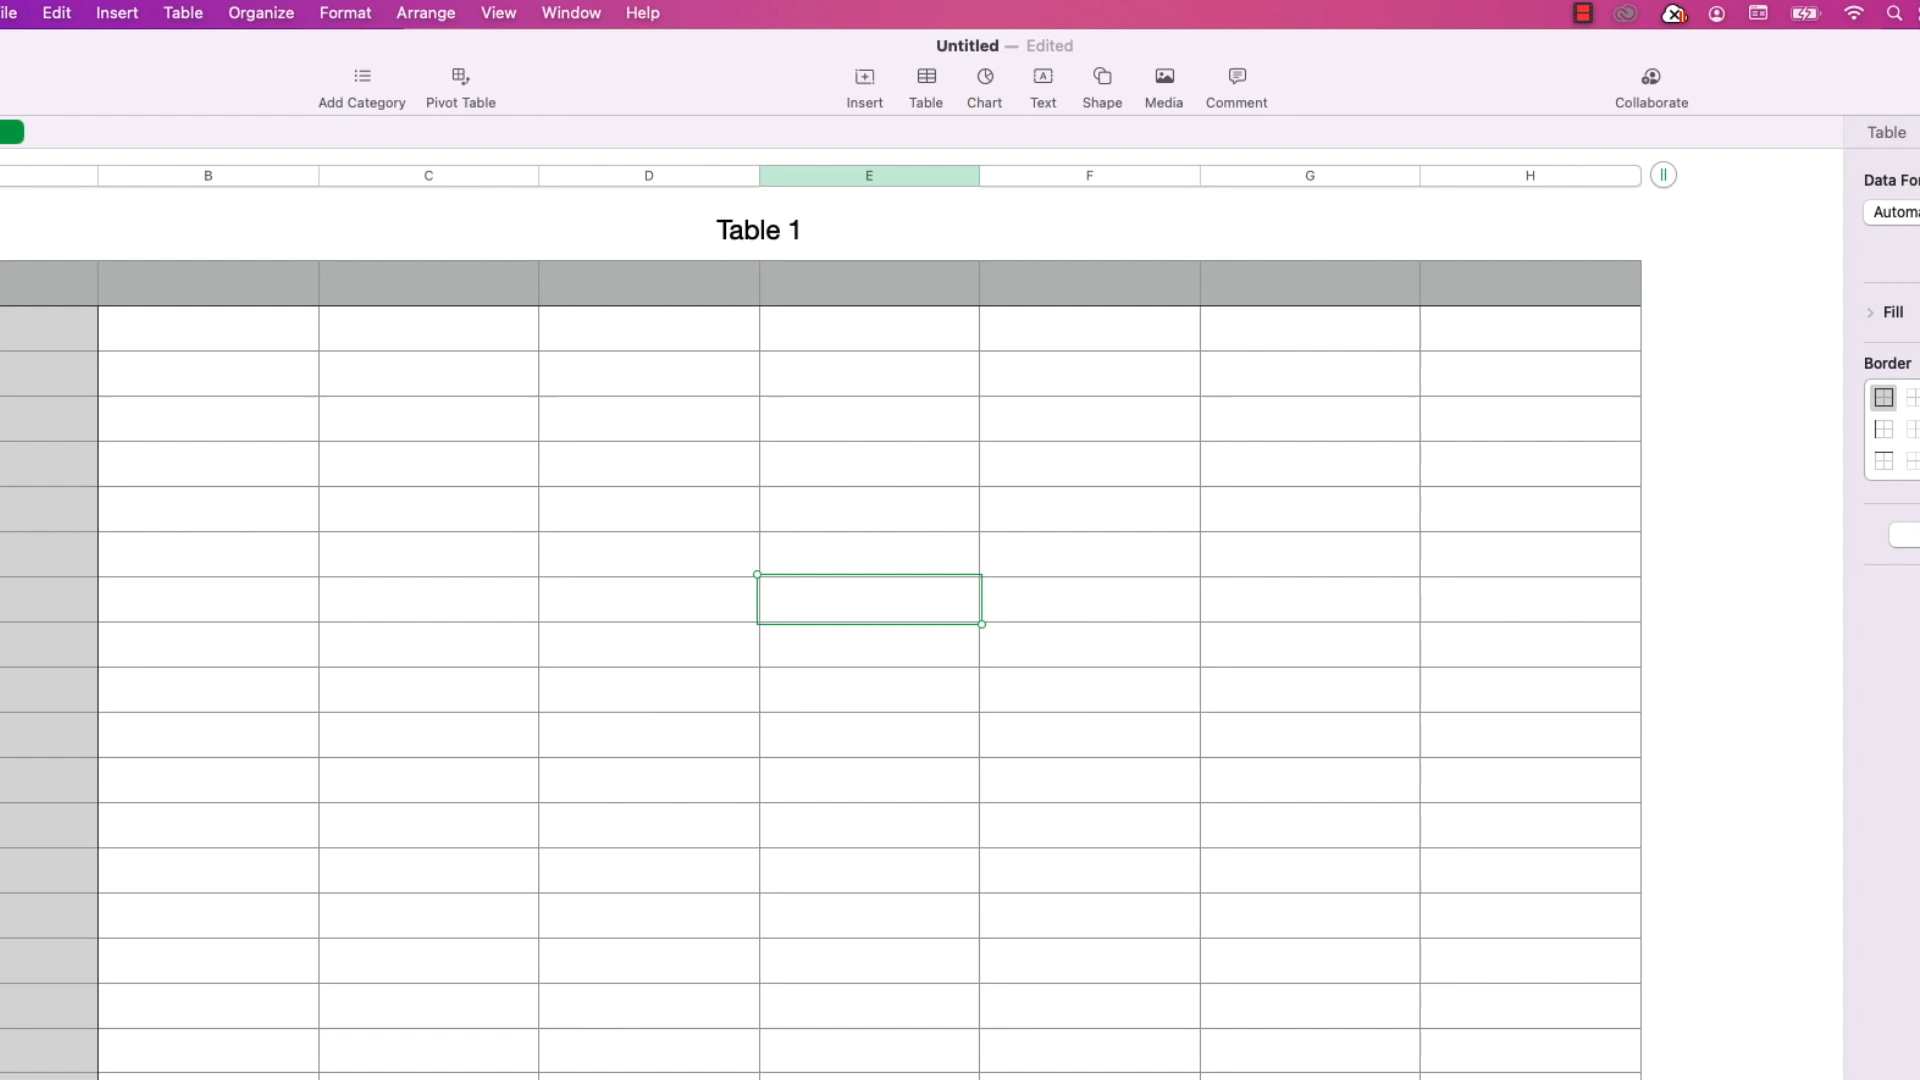 ile Edit Insert Table Organize Format Arrange View Window Help
Untitled — Edited
Add Category Pivot Table Insert Table Chart Text Shape Media Comment Collaborate
Table
B C D E F G H
Data Fo
Automa
Table 1
Fill
Border